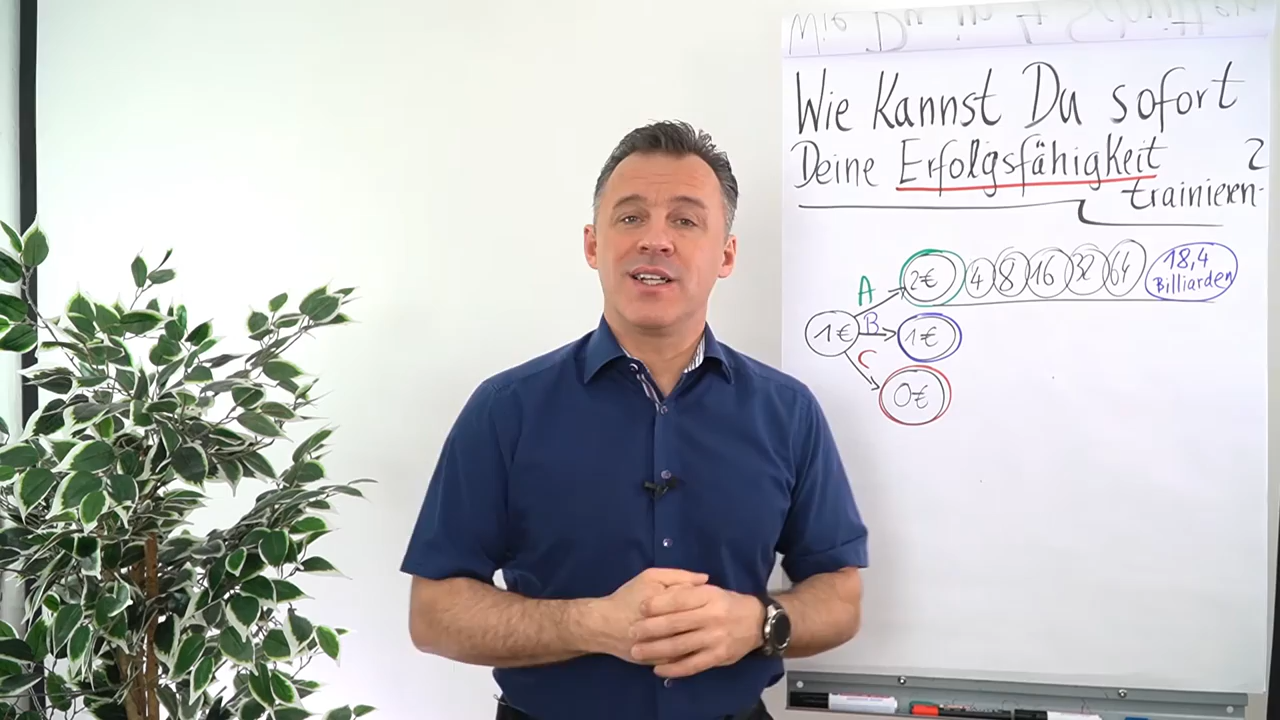 Wie Kannst Du sofort
Deine Erfolgsfähigkeit
trainieren?
A 2€ 4 8 16 32 64 18,4
Billiarden
1€ B 1€
C
0€